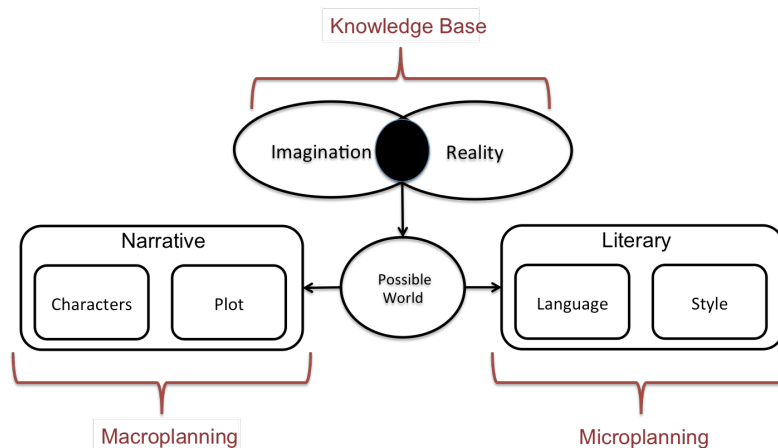 Knowledge Base
Imagination
Reality
Narrative
Characters
Plot
Possible
World
Literary
Language
Style
Macroplanning
Microplanning